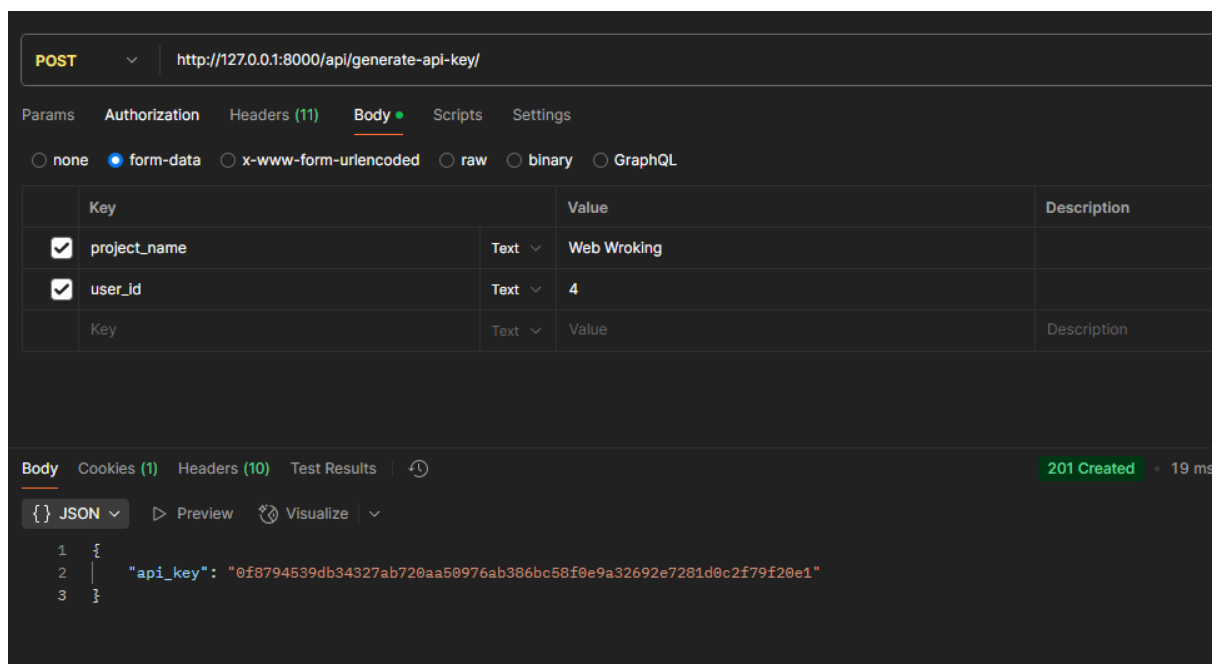 POST http://127.0.0.1:8000/api/generate-api-key/
Params Authorization Headers (11) Body Scripts Settings
none form-data x-www-form-urlencoded raw binary GraphQL
Key Value Description
project_name Text Web Wroking
user_id Text 4
Key Text Value Description
Body Cookies (1) Headers (10) Test Results 201 Created 19 ms
{} JSON Preview Visualize
1 {
2 "api_key": "0f8794539db34327ab720aa50976ab386bc58f0e9a32692e7281d0c2f79f20e1"
3 }